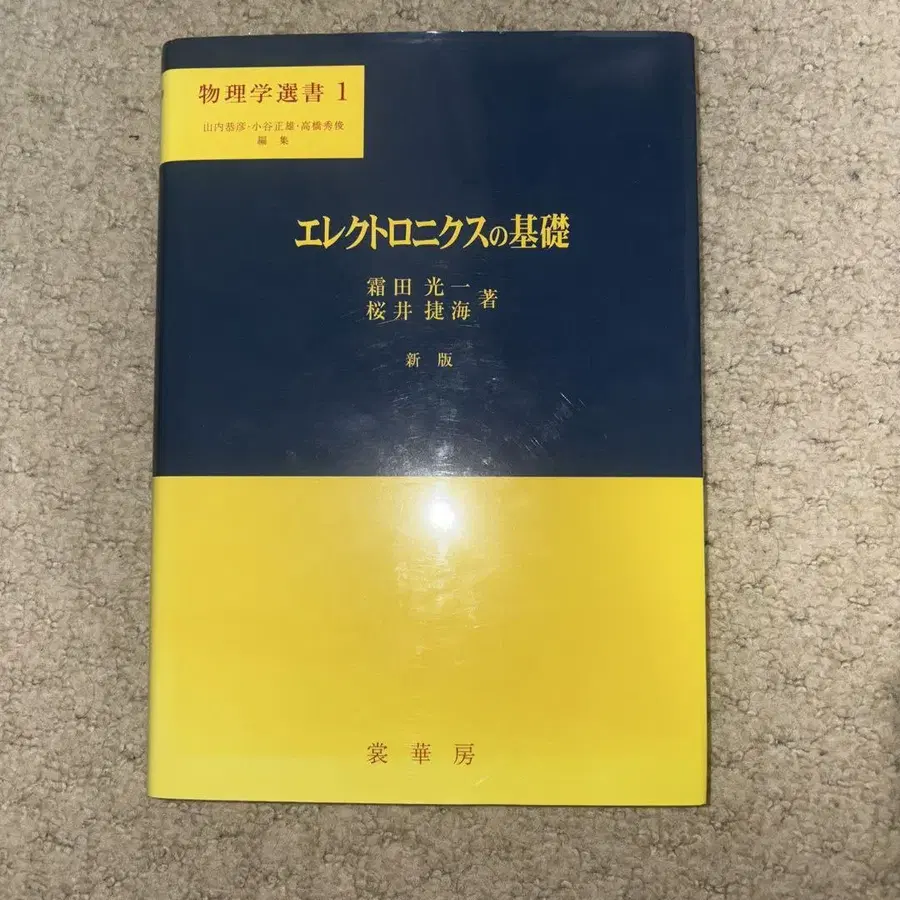 物理学選書 1
山内恭彦・小谷正雄・高橋秀俊
編集
エレクトロニクスの基礎
霜田光一
桜井捷海 著
新版
裳華房